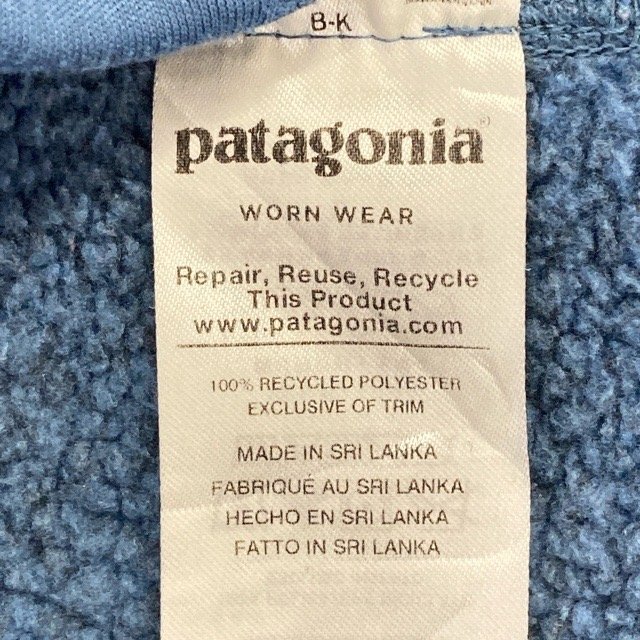 B-K
patagonia®
WORN WEAR
Repair, Reuse, Recycle
This Product
www.patagonia.com
100% RECYCLED POLYESTER
EXCLUSIVE OF TRIM
MADE IN SRI LANKA
FABRIQUÉ AU SRI LANKA
HECHO EN SRI LANKA
FATTO IN SRI LANKA